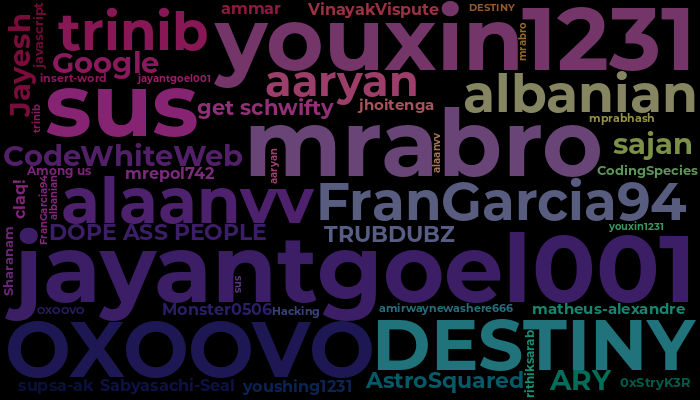 ammar
VinayakVispute
DESTINY
javascript
Jayesh
trinib
youxin1231
mrabro
Google
insert-word
jayantgoel001
aaryan
albanian
sus
get schwifty
jhoitenga
mprabhash
trinib
mrabro
alaanvv
sajan
CodeWhiteWeb
Among us
mrepol742
aaryan
CodingSpecies
claq!
FranGarcia94
albanian
alaanvv
FranGarcia94
youxin1231
DOPE ASS PEOPLE
TRUBDUBZ
Sharanam
jayantgoel001
sus
oxoovo
Monster0506
Hacking
amirwaynewashere666
matheus-alexandre
OXOOVO
DESTINY
rithiksarab
supsa-ak
Sabyasachi-Seal
youshing1231
AstroSquared
ARY
0xStryK3R